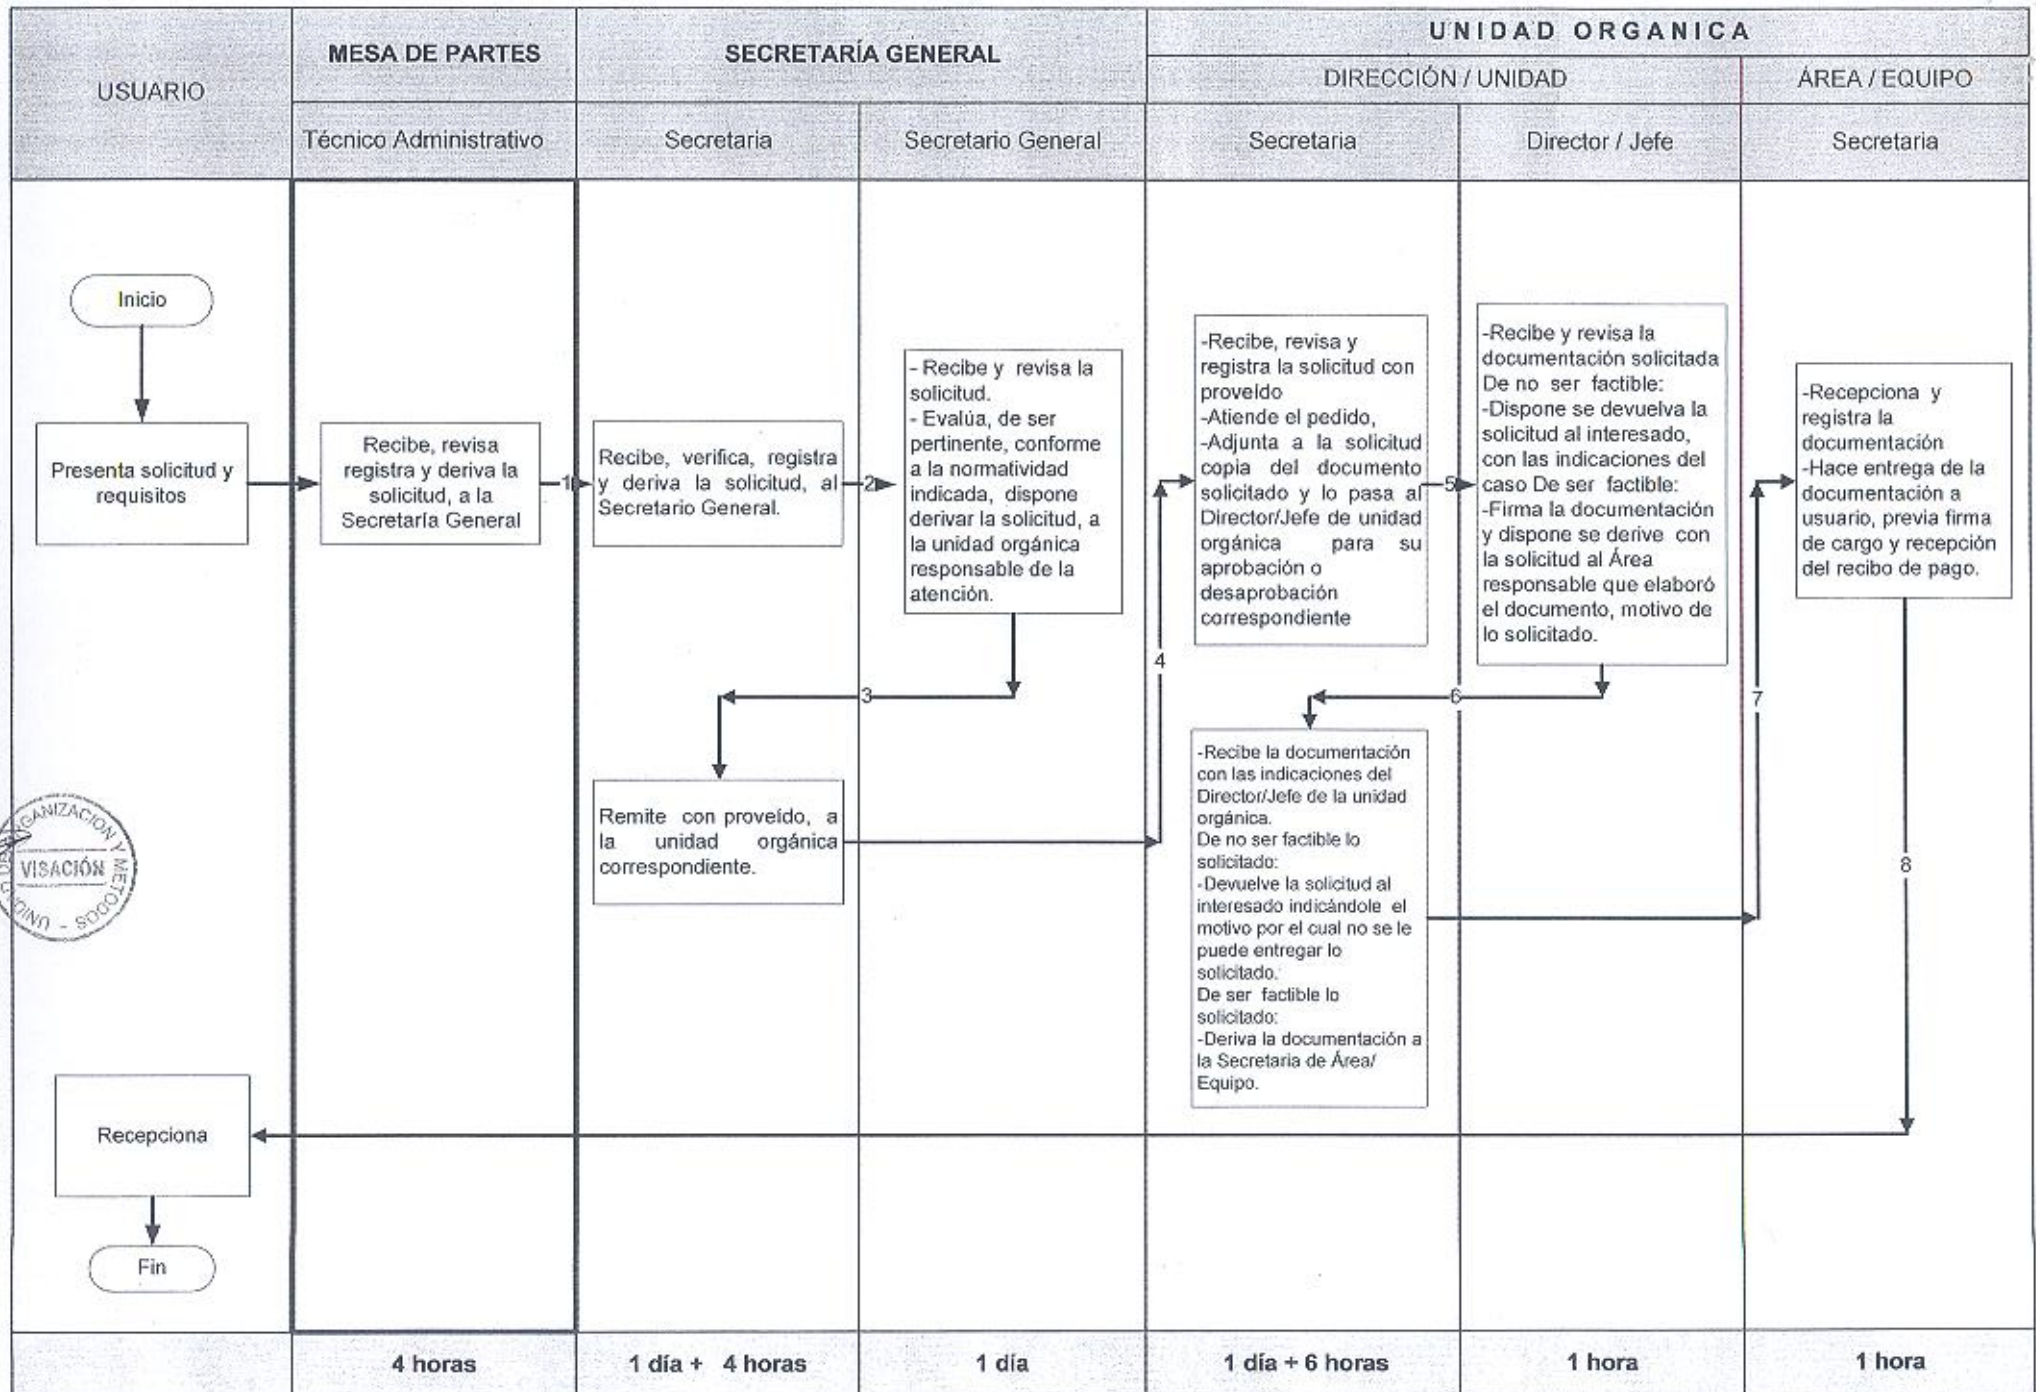 USUARIO
MESA DE PARTES
SECRETARÍA GENERAL
UNIDAD ORGANICA
DIRECCIÓN / UNIDAD
ÁREA / EQUIPO
Técnico Administrativo
Secretaria
Secretario General
Secretaria
Director / Jefe
Secretaria
Inicio
Presenta solicitud y
requisitos
Recibe, revisa
registra y deriva la
solicitud, a la
Secretaría General
1
Recibe, verifica, registra
y deriva la solicitud, al
Secretario General.
2
- Recibe y revisa la
solicitud.
- Evalúa, de ser
pertinente, conforme
a la normatividad
indicada, dispone
derivar la solicitud, a
la unidad orgánica
responsable de la
atención.
3
Remite con proveído, a
la unidad orgánica
correspondiente.
4
-Recibe, revisa y
registra la solicitud con
proveído
-Atiende el pedido,
-Adjunta a la solicitud
copia del documento
solicitado y lo pasa al
Director/Jefe de unidad
orgánica para su
aprobación o
desaprobación
correspondiente
5
-Recibe y revisa la
documentación solicitada
De no ser factible:
-Dispone se devuelva la
solicitud al interesado,
con las indicaciones del
caso De ser factible:
-Firma la documentación
y dispone se derive con
la solicitud al Área
responsable que elaboró
el documento, motivo de
lo solicitado.
6
-Recibe la documentación
con las indicaciones del
Director/Jefe de la unidad
orgánica.
De no ser factible lo
solicitado:
-Devuelve la solicitud al
interesado indicándole el
motivo por el cual no se le
puede entregar lo
solicitado.
De ser factible lo
solicitado:
-Deriva la documentación a
la Secretaria de Área/
Equipo.
7
-Recepciona y
registra la
documentación
-Hace entrega de la
documentación a
usuario, previa firma
de cargo y recepción
del recibo de pago.
8
Recepciona
Fin
VISACIÓN
Y METODOS
4 horas
1 día + 4 horas
1 día
1 día + 6 horas
1 hora
1 hora